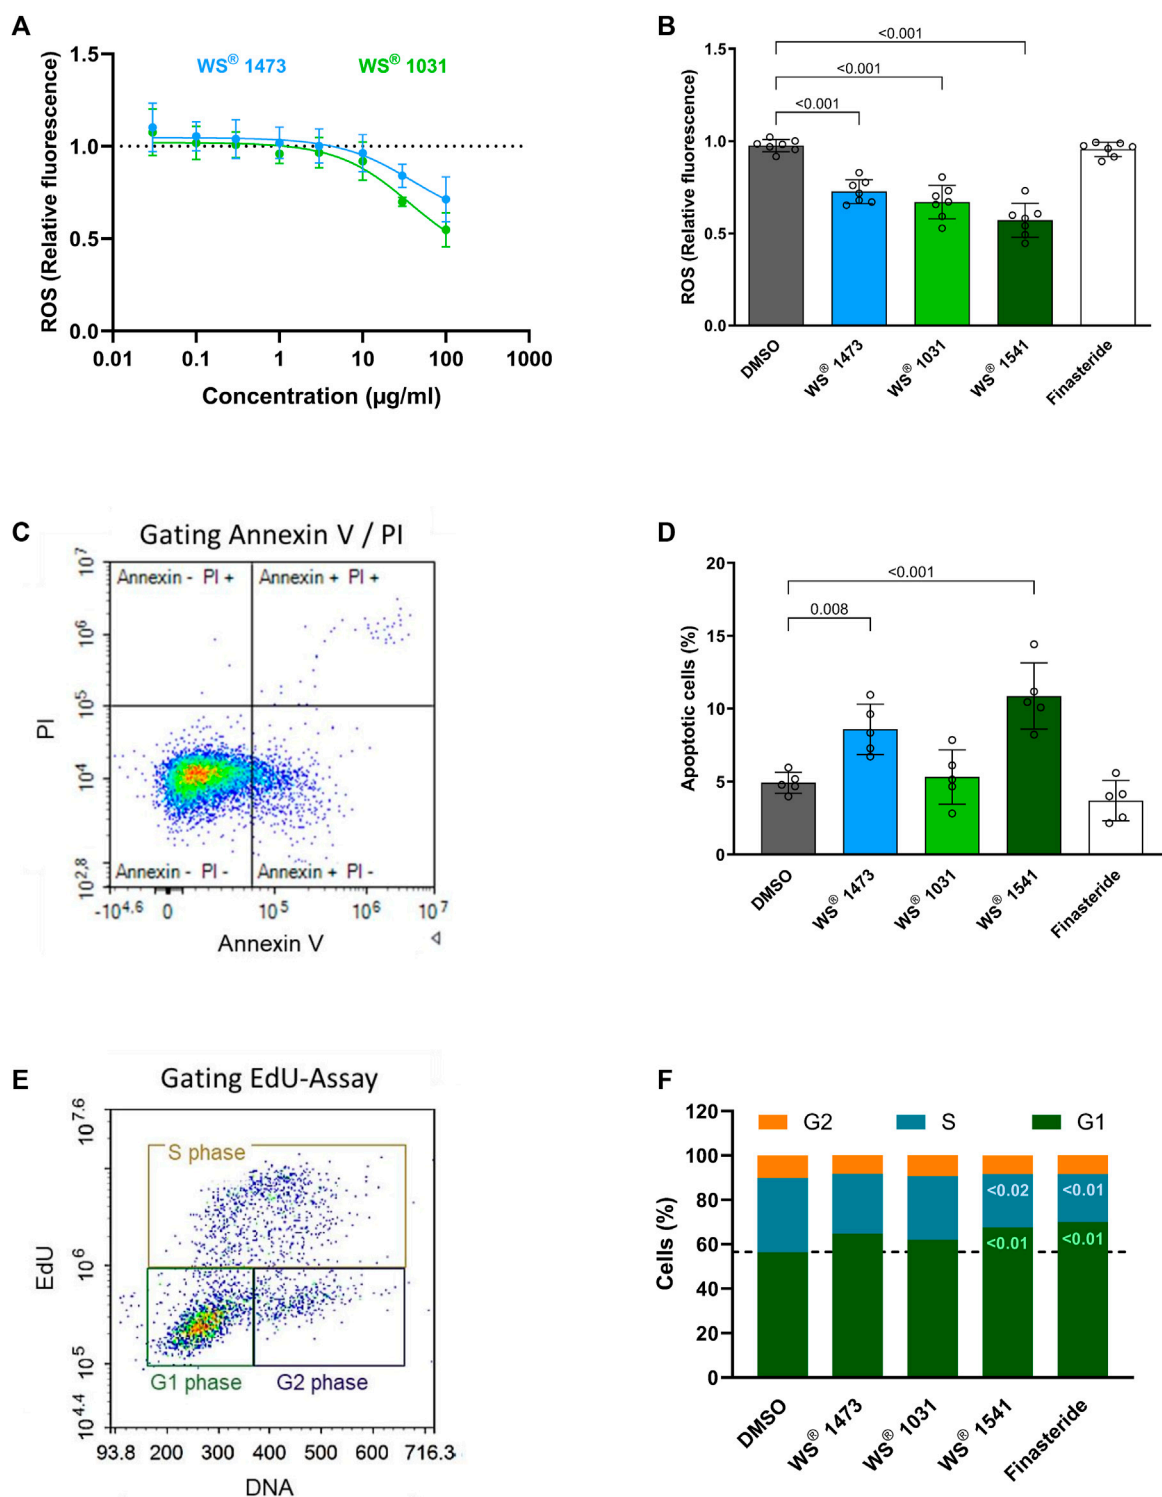 A
WS® 1473
WS® 1031
ROS (Relative fluorescence)
1.5
1.0
0.5
0.0
0.01
0.1
1
10
100
1000
Concentration (µg/ml)
B
<0.001
<0.001
<0.001
ROS (Relative fluorescence)
1.5
1.0
0.5
0.0
DMSO
WS® 1473
WS® 1031
WS® 1541
Finasteride
C
Gating Annexin V / PI
Annexin - PI +
Annexin + PI +
Annexin - PI -
Annexin + PI -
PI
10^7
10^6
10^5
10^4
10^2.8
-10^4.6
0
10^5
10^6
10^7
Annexin V
D
<0.001
0.008
Apoptotic cells (%)
20
15
10
5
0
DMSO
WS® 1473
WS® 1031
WS® 1541
Finasteride
E
Gating EdU-Assay
S phase
G1 phase
G2 phase
EdU
10^7.6
10^6
10^5
10^4.4
93.8
200
300
400
500
600
716.3
DNA
F
G2
S
G1
Cells (%)
120
100
80
60
40
20
0
<0.02
<0.01
<0.01
<0.01
DMSO
WS® 1473
WS® 1031
WS® 1541
Finasteride